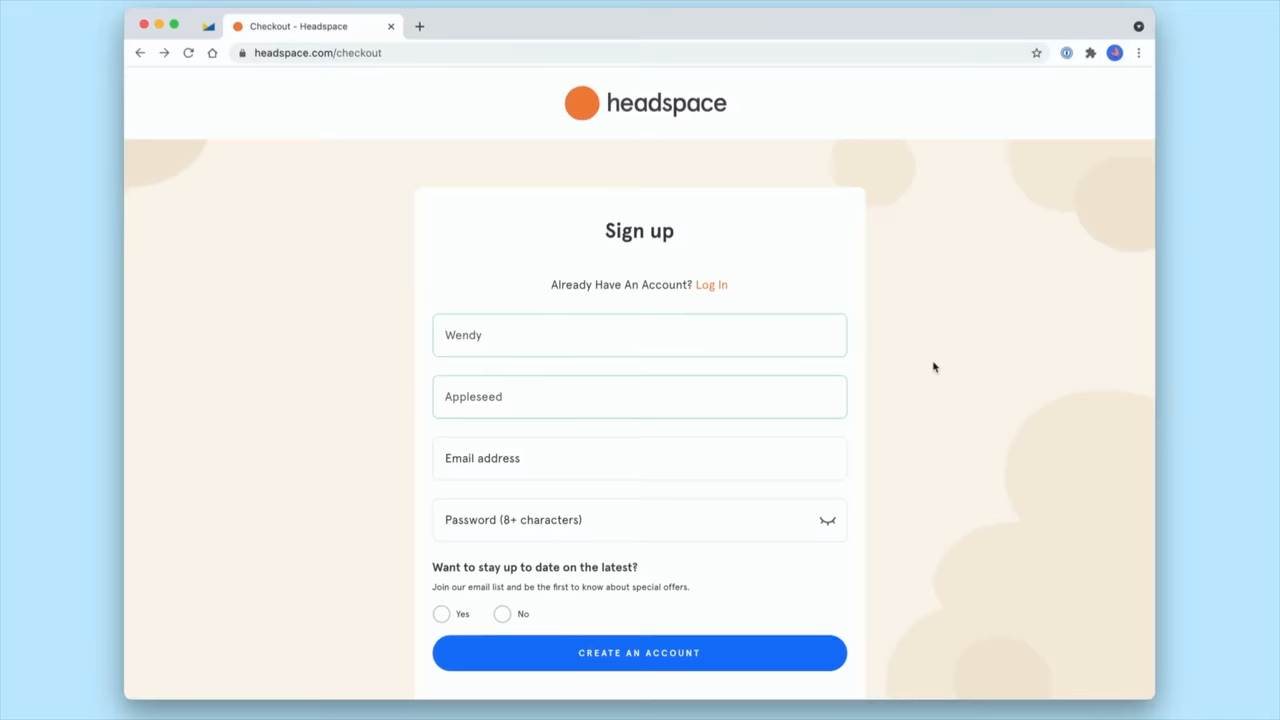 Checkout - Headspace
headspace.com/checkout
headspace
Sign up
Already Have An Account? Log In
Wendy
Appleseed
Email address
Password (8+ characters)
Want to stay up to date on the latest?
Join our email list and be the first to know about special offers.
Yes No
CREATE AN ACCOUNT